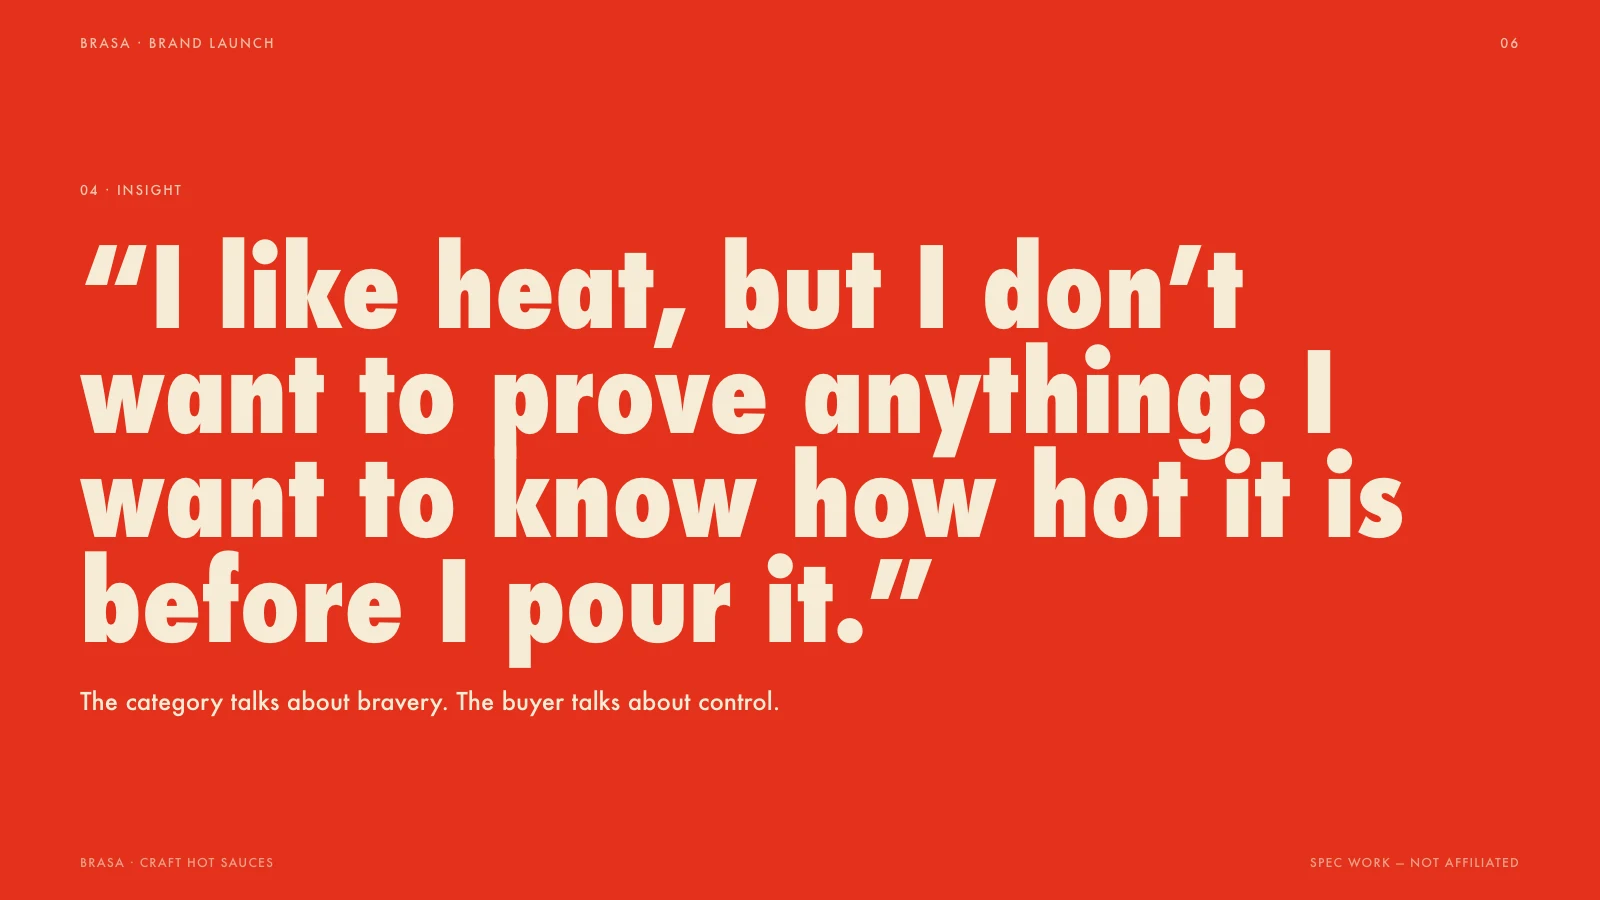 BRASA · BRAND LAUNCH
06
04 · INSIGHT
“I like heat, but I don’t
want to prove anything: I
want to know how hot it is
before I pour it.”
The category talks about bravery. The buyer talks about control.
BRASA · CRAFT HOT SAUCES
SPEC WORK — NOT AFFILIATED